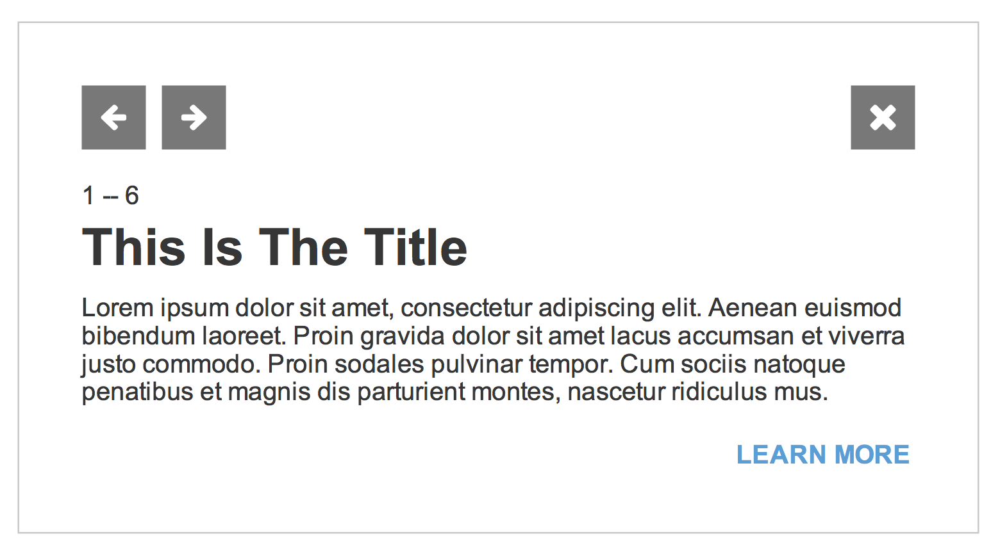 1 -- 6
This Is The Title
Lorem ipsum dolor sit amet, consectetur adipiscing elit. Aenean euismod
bibendum laoreet. Proin gravida dolor sit amet lacus accumsan et viverra
justo commodo. Proin sodales pulvinar tempor. Cum sociis natoque
penatibus et magnis dis parturient montes, nascetur ridiculus mus.
LEARN MORE